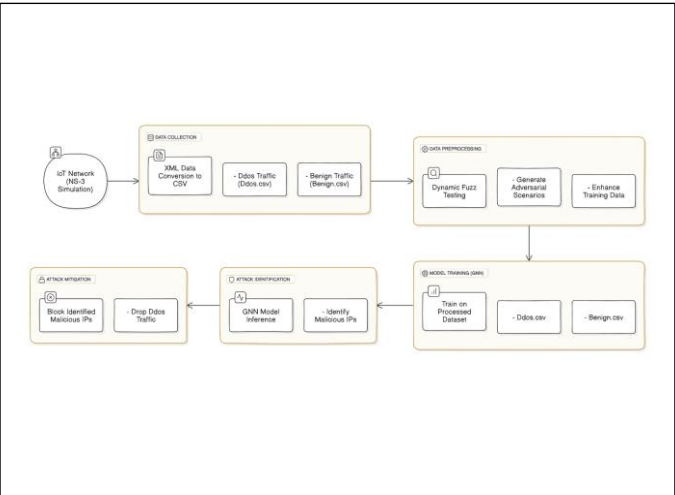 IoT Network
(NS-3
Simulation)
DATA COLLECTION
XML Data
Conversion to
CSV
- Ddos Traffic
(Ddos.csv)
- Benign Traffic
(Benign.csv)
DATA PREPROCESSING
Dynamic Fuzz
Testing
- Generate
Adversarial
Scenarios
- Enhance
Training Data
MODEL TRAINING (GNN)
Train on
Processed
Dataset
- Ddos.csv
- Benign.csv
ATTACK IDENTIFICATION
GNN Model
Inference
- Identify
Malicious IPs
ATTACK MITIGATION
Block Identified
Malicious IPs
- Drop Ddos
Traffic